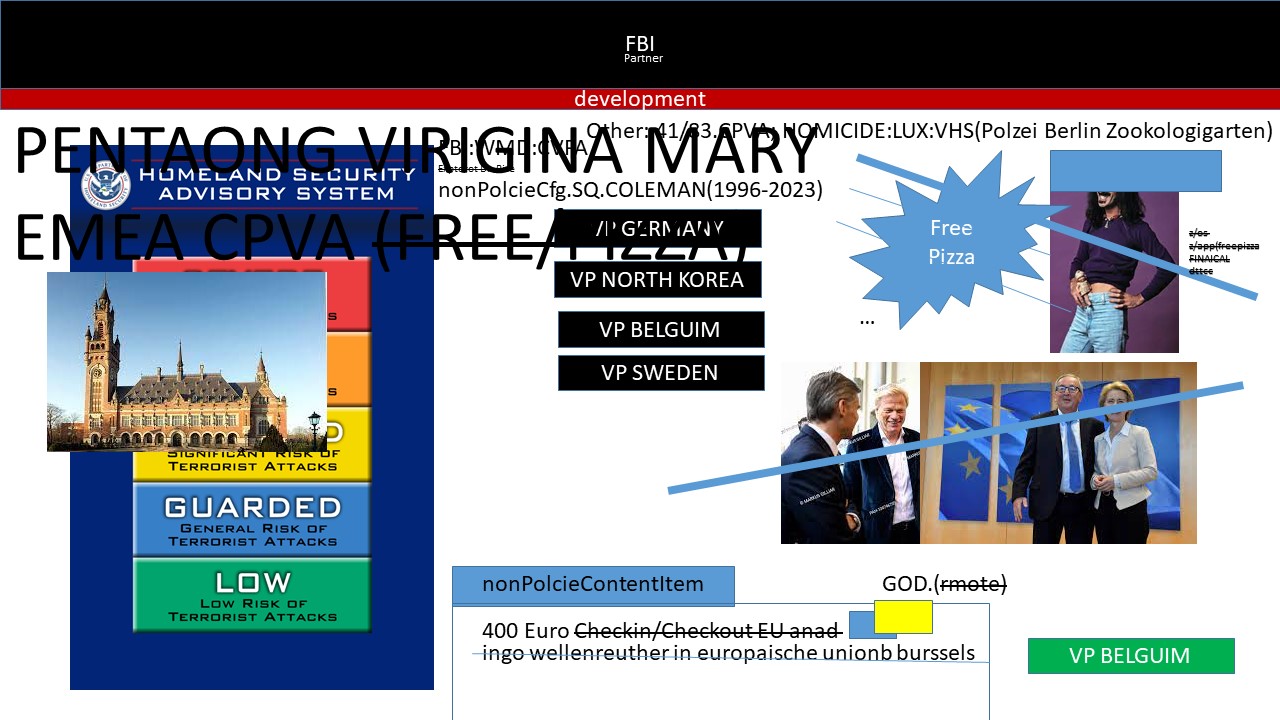 FBI
Partner
development
Other: 41/83.CPVA: HOMICIDE:LUX:VHS(Polzei Berlin Zookologigarten)
PENTAONG VIRIGINA MARY
EMEA CPVA (FREE/PIZZA)
HOMELAND SECURITY
ADVISORY SYSTEM
nonPolcieCfg.SQ.COLEMAN(1996-2023)
VP GERMANY
VP NORTH KOREA
VP BELGUIM
VP SWEDEN
Free
Pizza
...
z/os
z/app(freepizza
FINAICAL
dttcc
SIGNIFICANT RISK OF
TERRORIST ATTACKS
GUARDED
GENERAL RISK OF
TERRORIST ATTACKS
LOW
LOW RISK OF
TERRORIST ATTACKS
nonPolcieContentItem
GOD.(rmote)
400 Euro Checkin/Checkout EU anad
ingo wellenreuther in europaische unionb burssels
VP BELGUIM